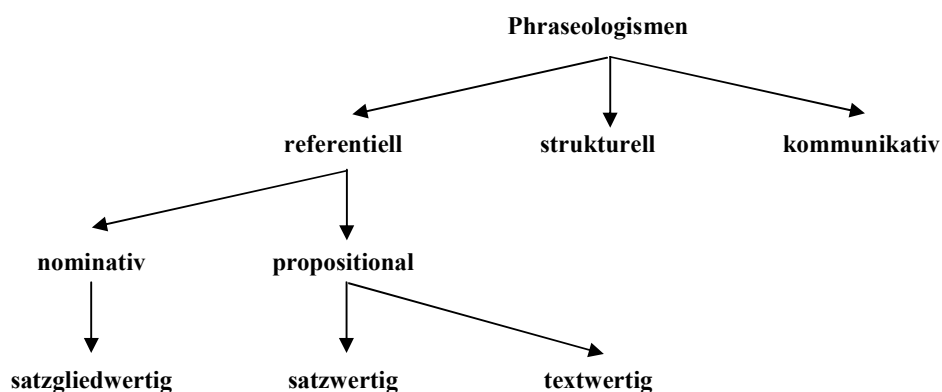 Phraseologismen
referentiell strukturell kommunikativ
nominativ propositional
satzgliedwertig satzwertig textwertig